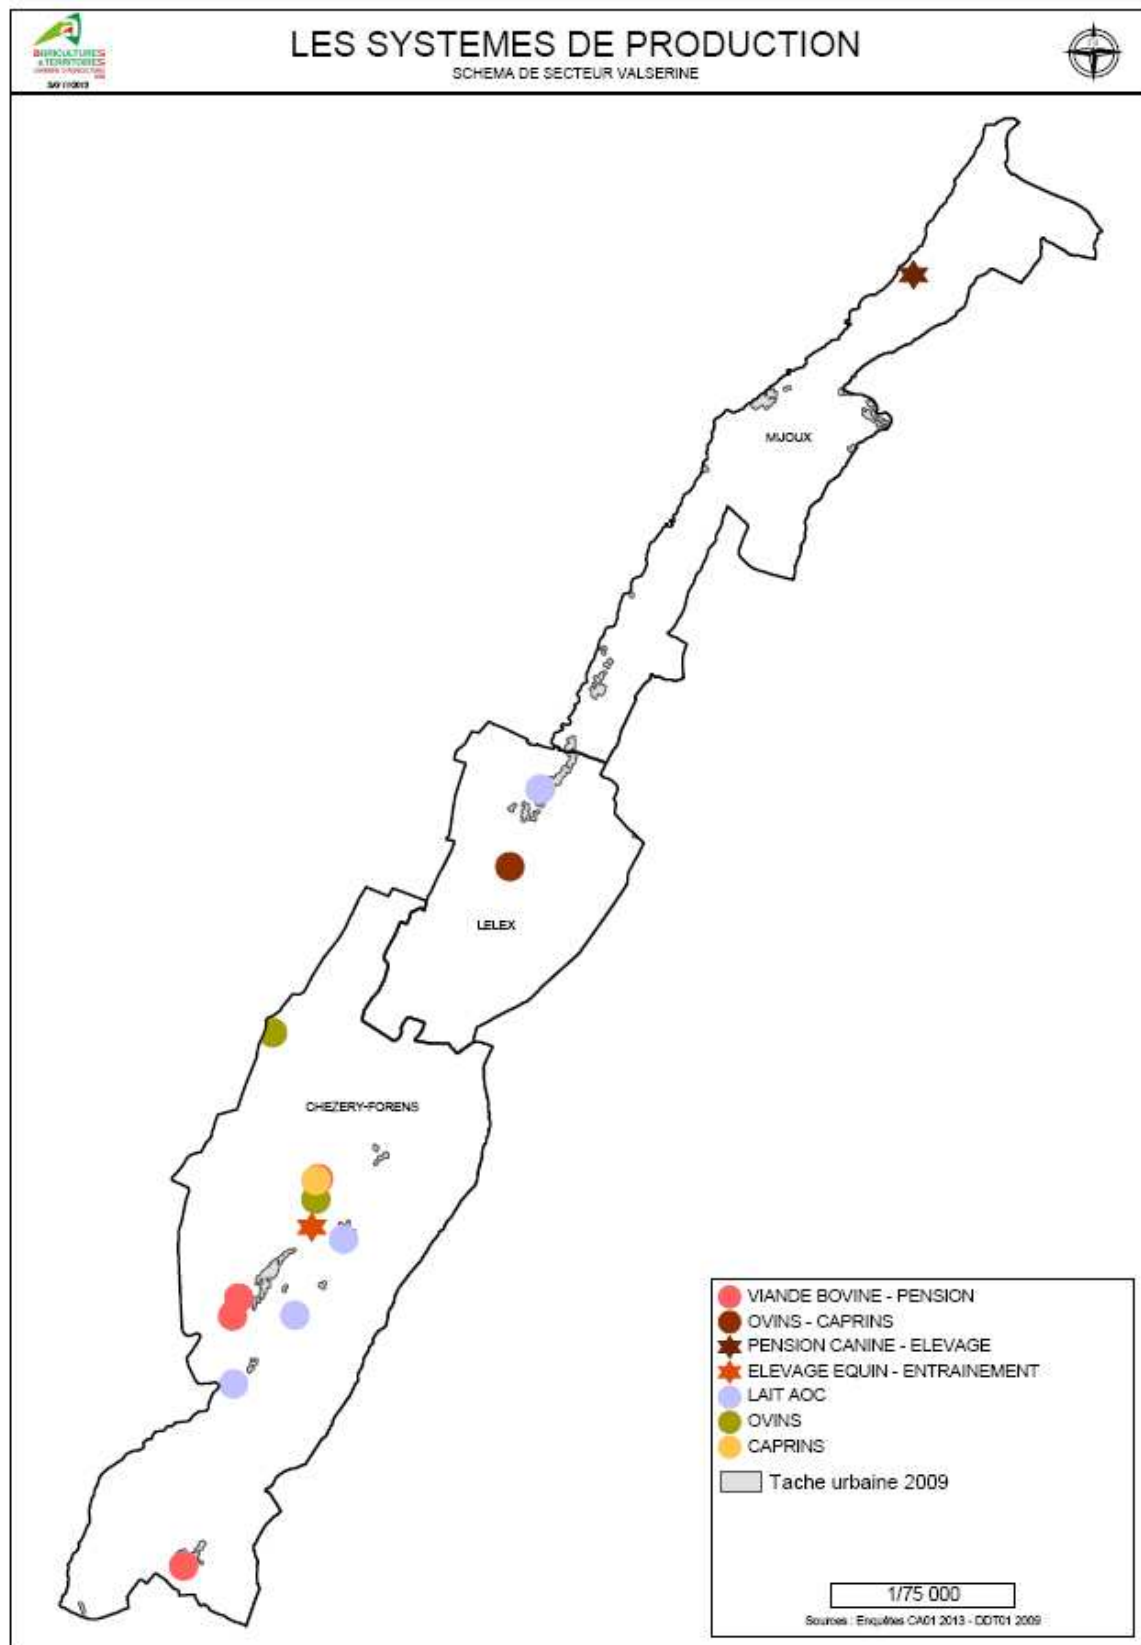 LES SYSTEMES DE PRODUCTION
SCHEMA DE SECTEUR VALSERINE
AGRICULTURES
& TERRITOIRES
MIJOUX
LELEX
CHEZERY-FORENS
VIANDE BOVINE - PENSION
OVINS - CAPRINS
PENSION CANINE - ELEVAGE
ELEVAGE EQUIN - ENTRAINEMENT
LAIT AOC
OVINS
CAPRINS
Tache urbaine 2009
1/75 000
Sources : Enquêtes CA01 2013 - DDT01 2009